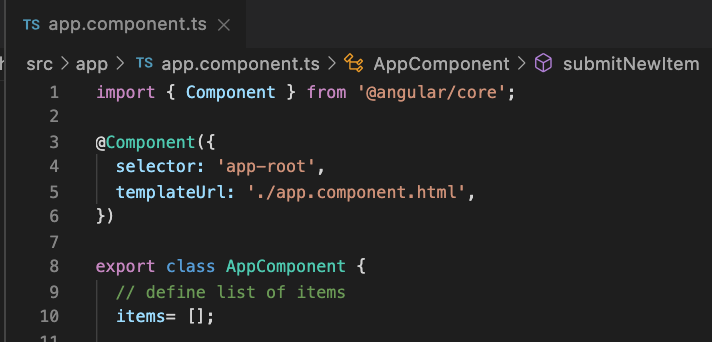 TS app.component.ts ×
src > app > TS app.component.ts > AppComponent > submitNewItem
1 import { Component } from '@angular/core';
2
3 @Component({
4   selector: 'app-root',
5   templateUrl: './app.component.html',
6 })
7
8 export class AppComponent {
9   // define list of items
10   items= [];